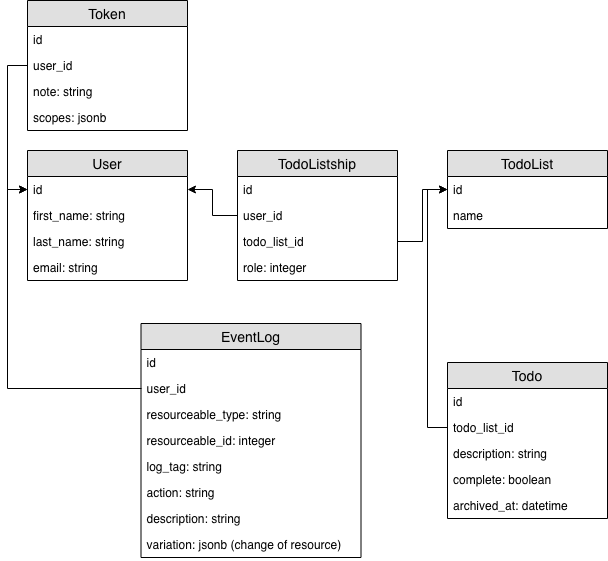 Token
id
user_id
note: string
scopes: jsonb
User
id
first_name: string
last_name: string
email: string
TodoListship
id
user_id
todo_list_id
role: integer
TodoList
id
name
EventLog
id
user_id
resourceable_type: string
resourceable_id: integer
log_tag: string
action: string
description: string
variation: jsonb (change of resource)
Todo
id
todo_list_id
description: string
complete: boolean
archived_at: datetime